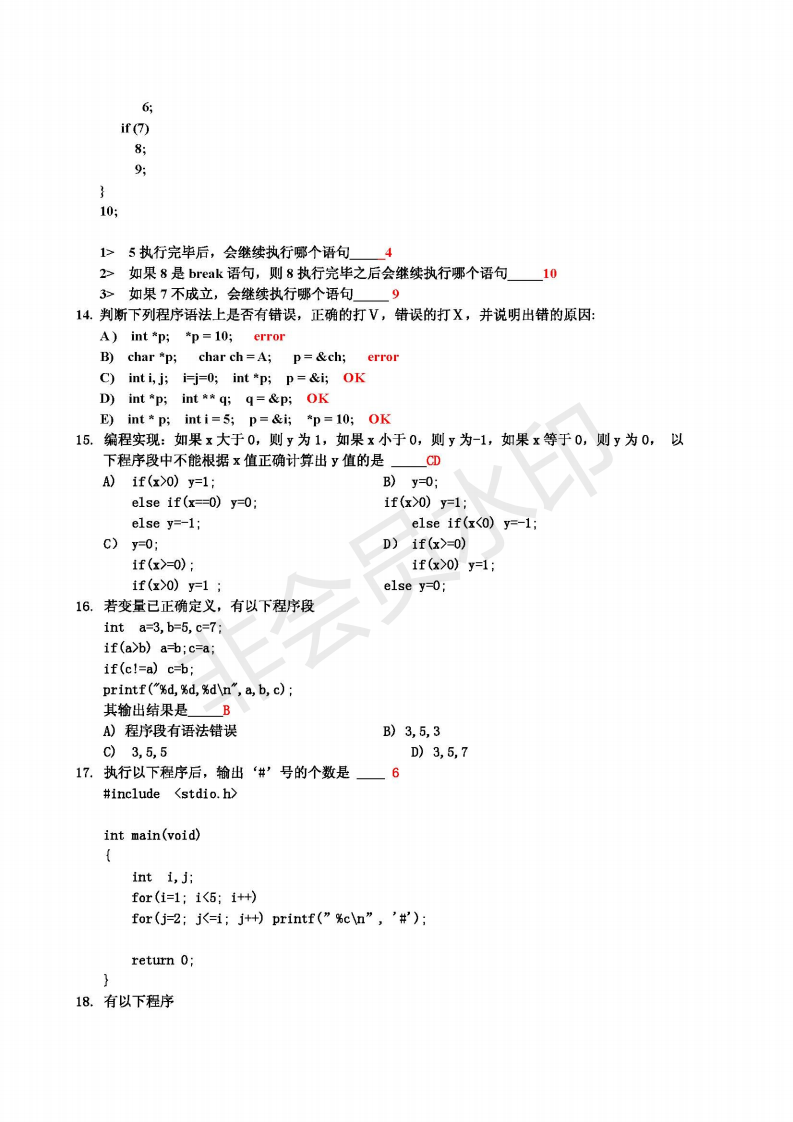 6;
if (7)
8;
9;
}
10;
1> 5 执行完毕后，会继续执行哪个语句_____4
2> 如果 8 是 break 语句，则 8 执行完毕之后会继续执行哪个语句_____10
3> 如果 7 不成立，会继续执行哪个语句_____ 9
14. 判断下列程序语法上是否有错误，正确的打Ｖ，错误的打Ｘ，并说明出错的原因:
A ) int *p; *p = 10; error
B) char *p; char ch = A; p = &ch; error
C) int i, j; i=j=0; int *p; p = &i; OK
D) int *p; int ** q; q = &p; OK
E) int * p; int i = 5; p = &i; *p = 10; OK
15. 编程实现：如果 x 大于 0，则 y 为 1，如果 x 小于 0，则 y 为-1，如果 x 等于 0，则 y 为 0， 以
下程序段中不能根据 x 值正确计算出 y 值的是 _____CD
A) if(x>0) y=1; B) y=0;
else if(x==0) y=0; if(x>0) y=1;
else y=-1; else if(x<0) y=-1;
C） y=0; D） if(x>=0)
if(x>=0); if(x>0) y=1;
if(x>0) y=1 ; else y=0;
16. 若变量已正确定义，有以下程序段
int a=3,b=5,c=7;
if(a>b) a=b;c=a;
if(c!=a) c=b;
printf("%d,%d,%d\n",a,b,c);
其输出结果是_____B
A) 程序段有语法错误 B) 3,5,3
C) 3,5,5 D) 3,5,7
17. 执行以下程序后，输出‘#’号的个数是 ____ 6
#include <stdio.h>
int main(void)
{
int i,j;
for(i=1; i<5; i++)
for(j=2; j<=i; j++) printf(”%c\n”, '#');
return 0;
}
18. 有以下程序
非会员水印